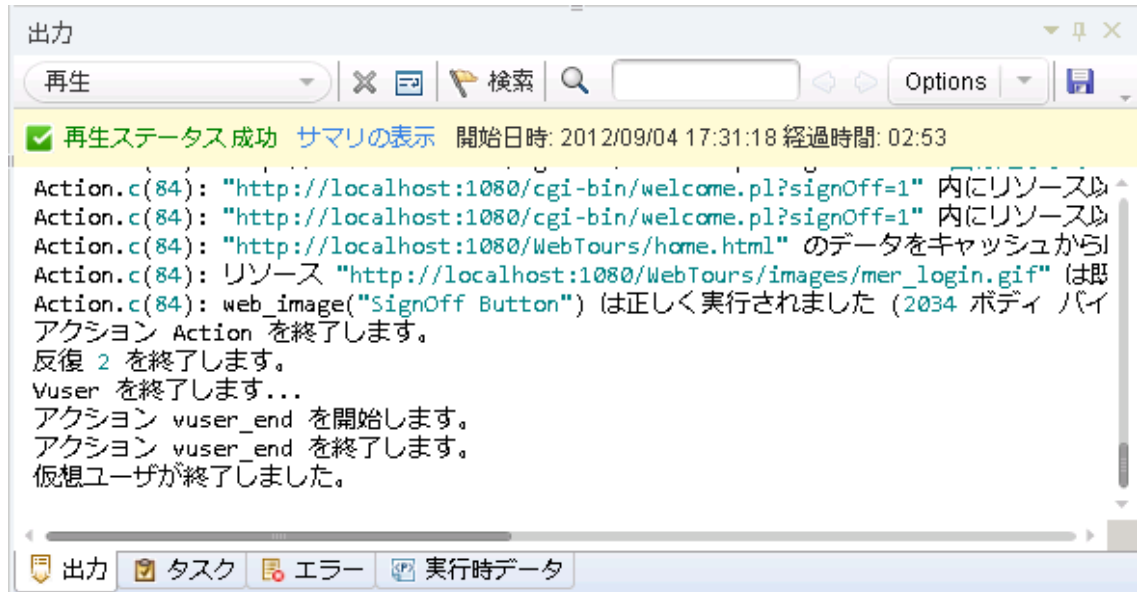 出力
再生 検索 Options
再生ステータス 成功 サマリの表示 開始日時: 2012/09/04 17:31:18 経過時間: 02:53
Action.c(84): "http://localhost:1080/cgi-bin/welcome.pl?signOff=1" 内にリソース以
Action.c(84): "http://localhost:1080/cgi-bin/welcome.pl?signOff=1" 内にリソース以
Action.c(84): "http://localhost:1080/WebTours/home.html" のデータをキャッシュから
Action.c(84): リソース "http://localhost:1080/WebTours/images/mer_login.gif" は既
Action.c(84): web_image("SignOff Button") は正しく実行されました (2034 ボディ バイ
アクション Action を終了します。
反復 2 を終了します。
Vuser を終了します...
アクション vuser_end を開始します。
アクション vuser_end を終了します。
仮想ユーザが終了しました。
出力 タスク エラー 実行時データ